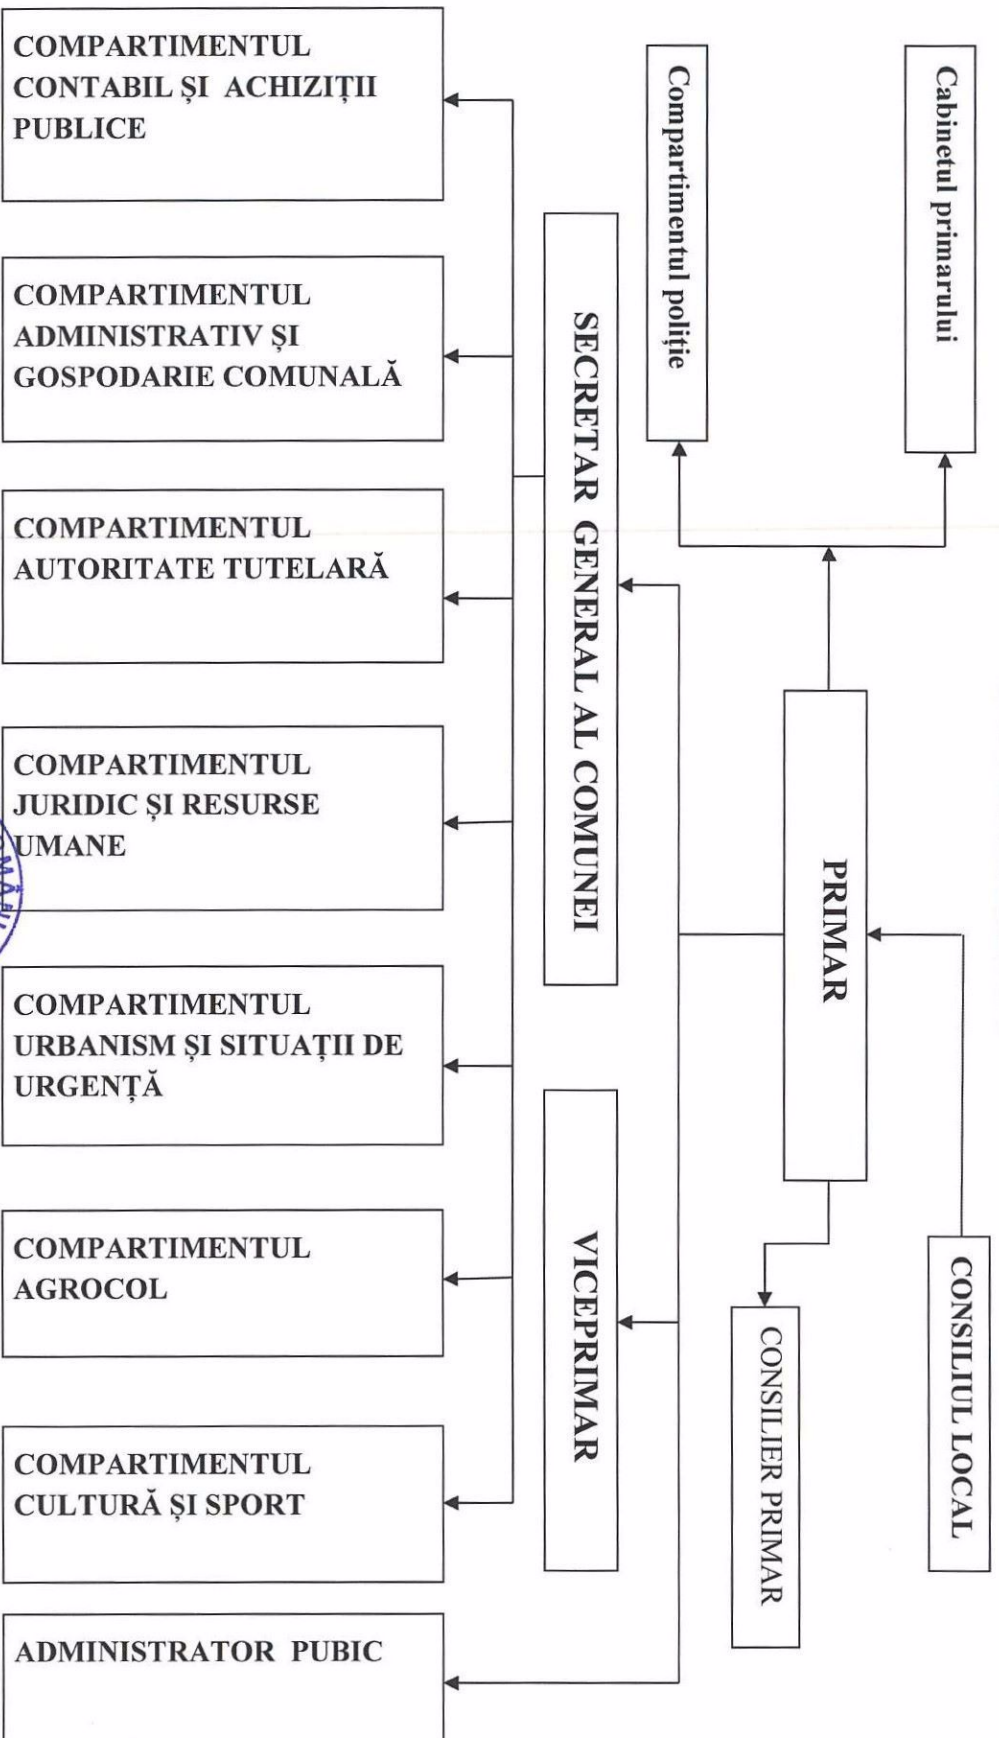 CONSILIUL LOCAL
Cabinetul primarului
PRIMAR
CONSILIER PRIMAR
Compartimentul poliție
SECRETAR GENERAL AL COMUNEI
VICEPRIMAR
COMPARTIMENTUL
CONTABIL ȘI ACHIZIȚII
PUBLICE
COMPARTIMENTUL
ADMINISTRATIV ȘI
GOSPODARIE COMUNALĂ
COMPARTIMENTUL
AUTORITATE TUTELARĂ
COMPARTIMENTUL
JURIDIC ȘI RESURSE
UMANE
COMPARTIMENTUL
URBANISM ȘI SITUAȚII DE
URGENȚĂ
COMPARTIMENTUL
AGROCOL
COMPARTIMENTUL
CULTURĂ ȘI SPORT
ADMINISTRATOR PUBIC